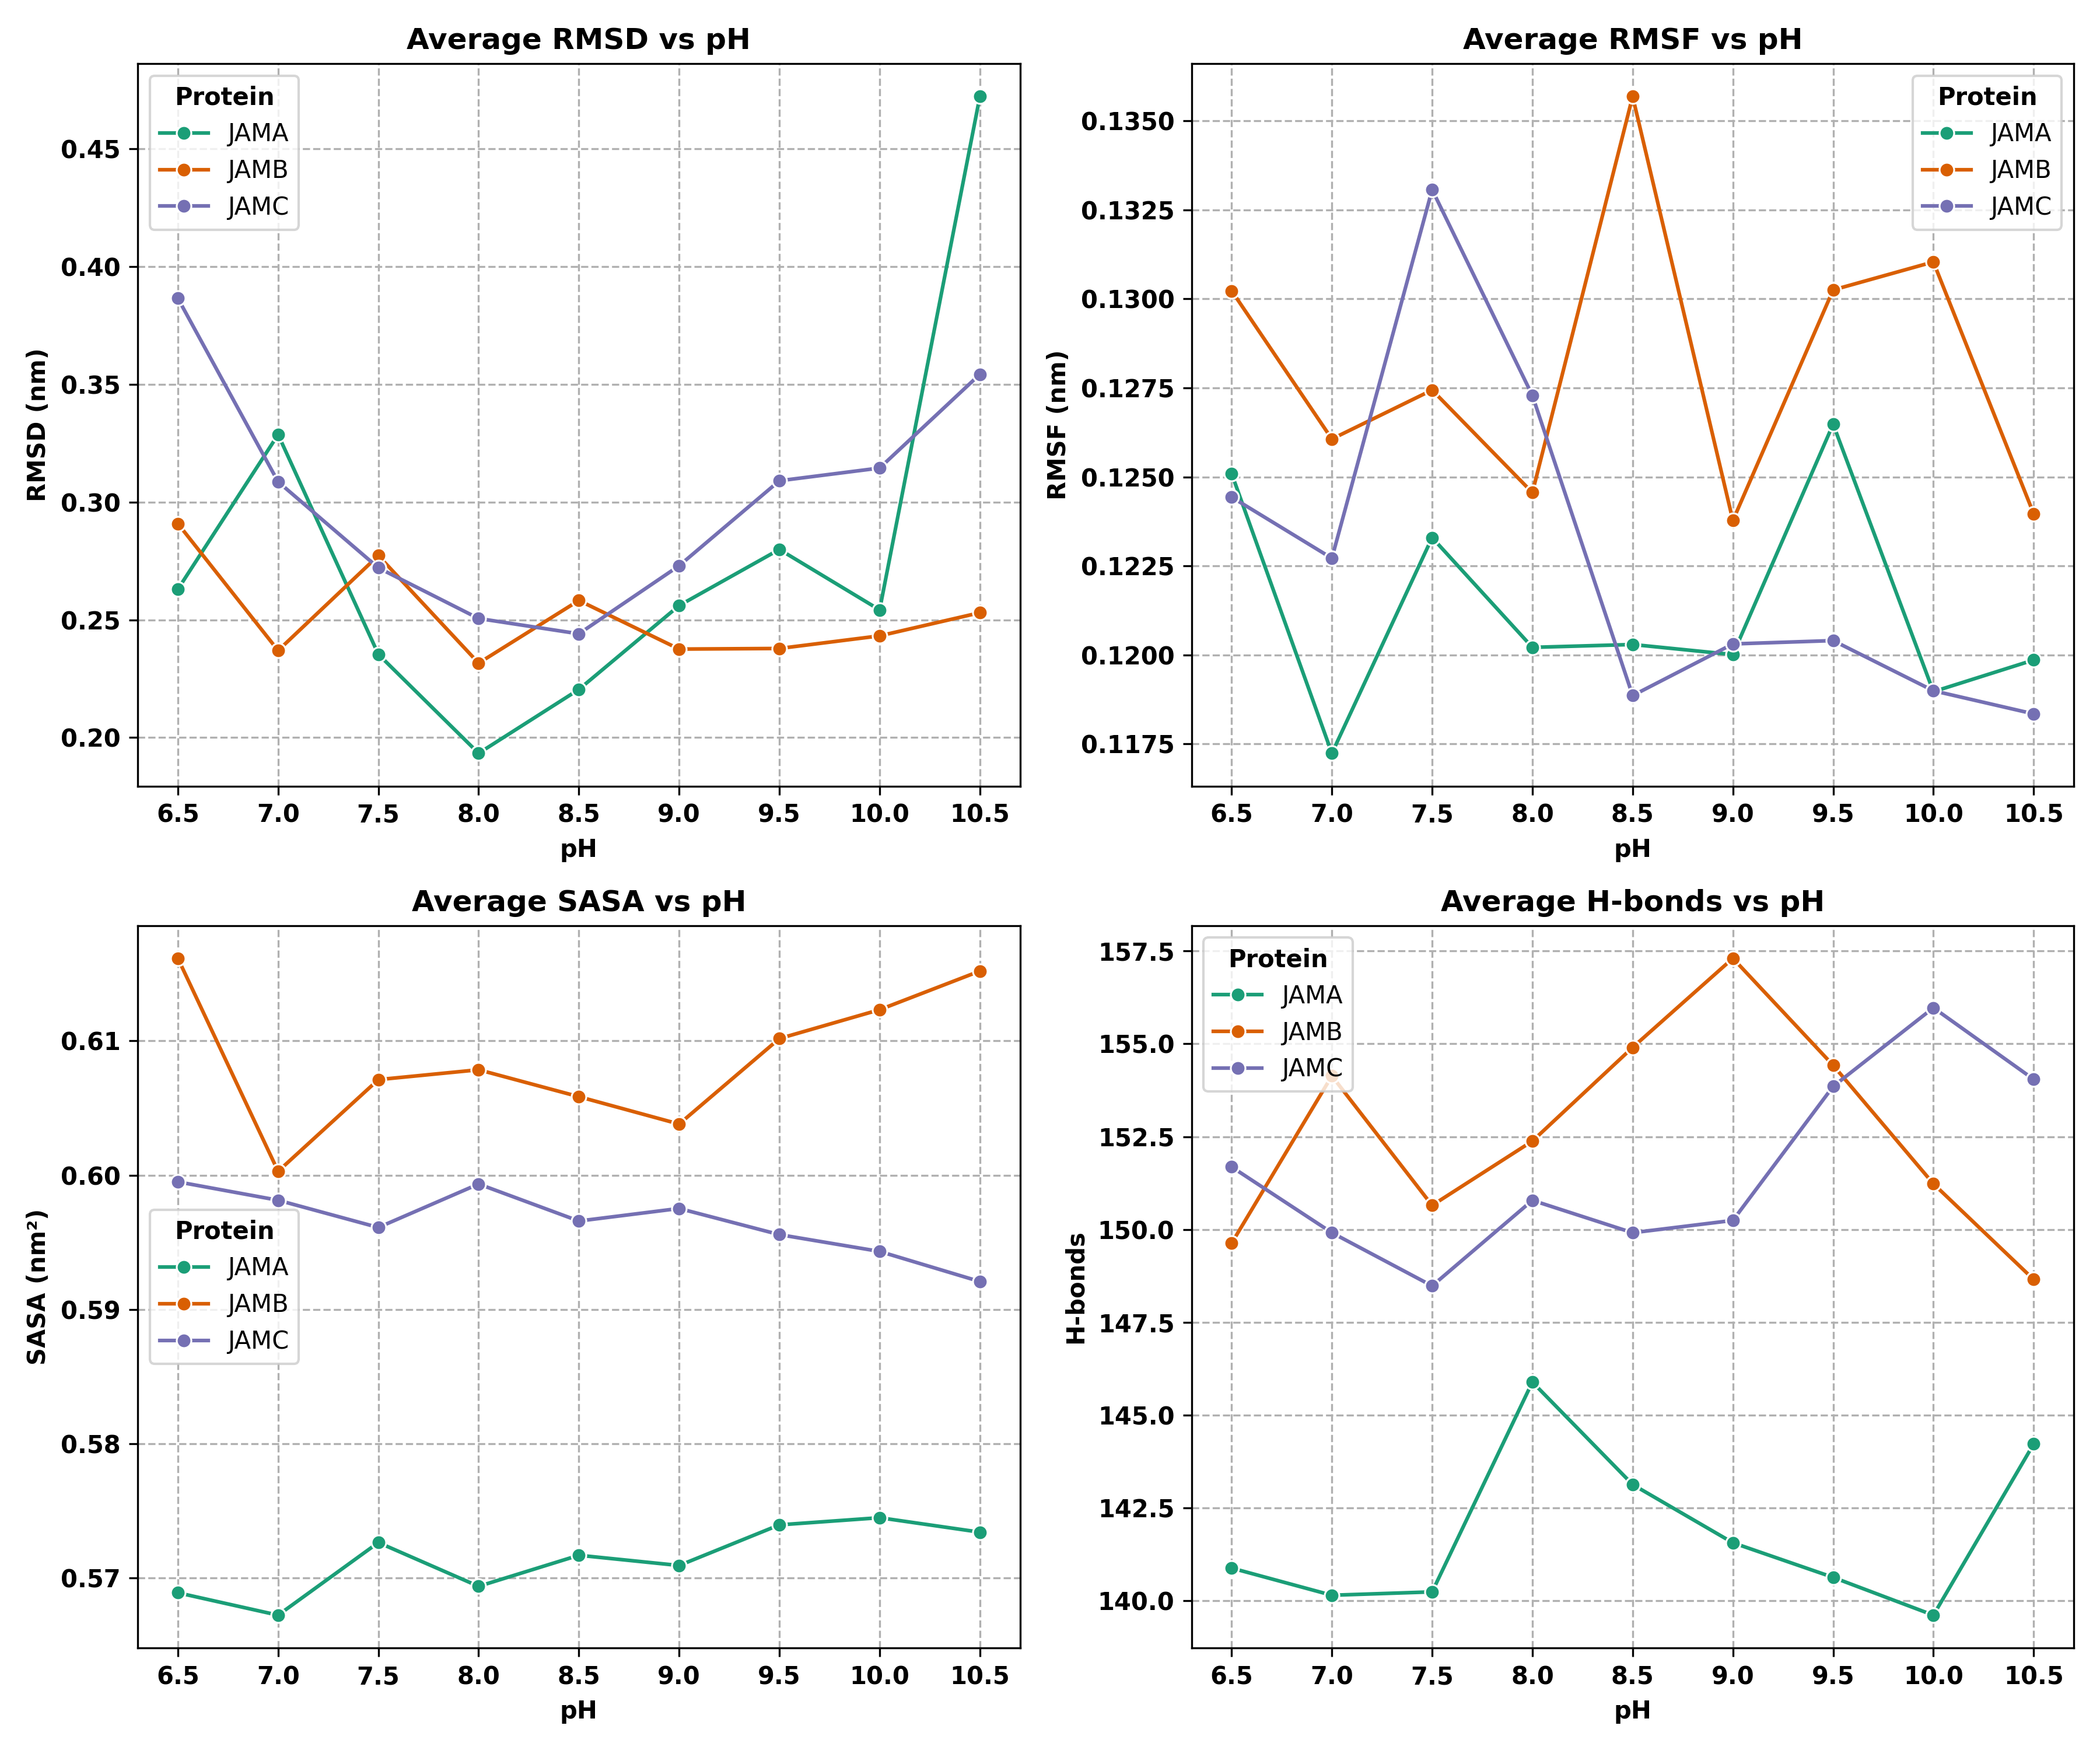 Average RMSD vs pH
RMSD (nm)
0.45
0.40
0.35
0.30
0.25
0.20
Protein
JAMA
JAMB
JAMC
6.5 7.0 7.5 8.0 8.5 9.0 9.5 10.0 10.5
pH
Average RMSF vs pH
RMSF (nm)
0.1350
0.1325
0.1300
0.1275
0.1250
0.1225
0.1200
0.1175
Protein
JAMA
JAMB
JAMC
6.5 7.0 7.5 8.0 8.5 9.0 9.5 10.0 10.5
pH
Average SASA vs pH
SASA (nm²)
0.61
0.60
0.59
0.58
0.57
Protein
JAMA
JAMB
JAMC
6.5 7.0 7.5 8.0 8.5 9.0 9.5 10.0 10.5
pH
Average H-bonds vs pH
H-bonds
157.5
155.0
152.5
150.0
147.5
145.0
142.5
140.0
Protein
JAMA
JAMB
JAMC
6.5 7.0 7.5 8.0 8.5 9.0 9.5 10.0 10.5
pH